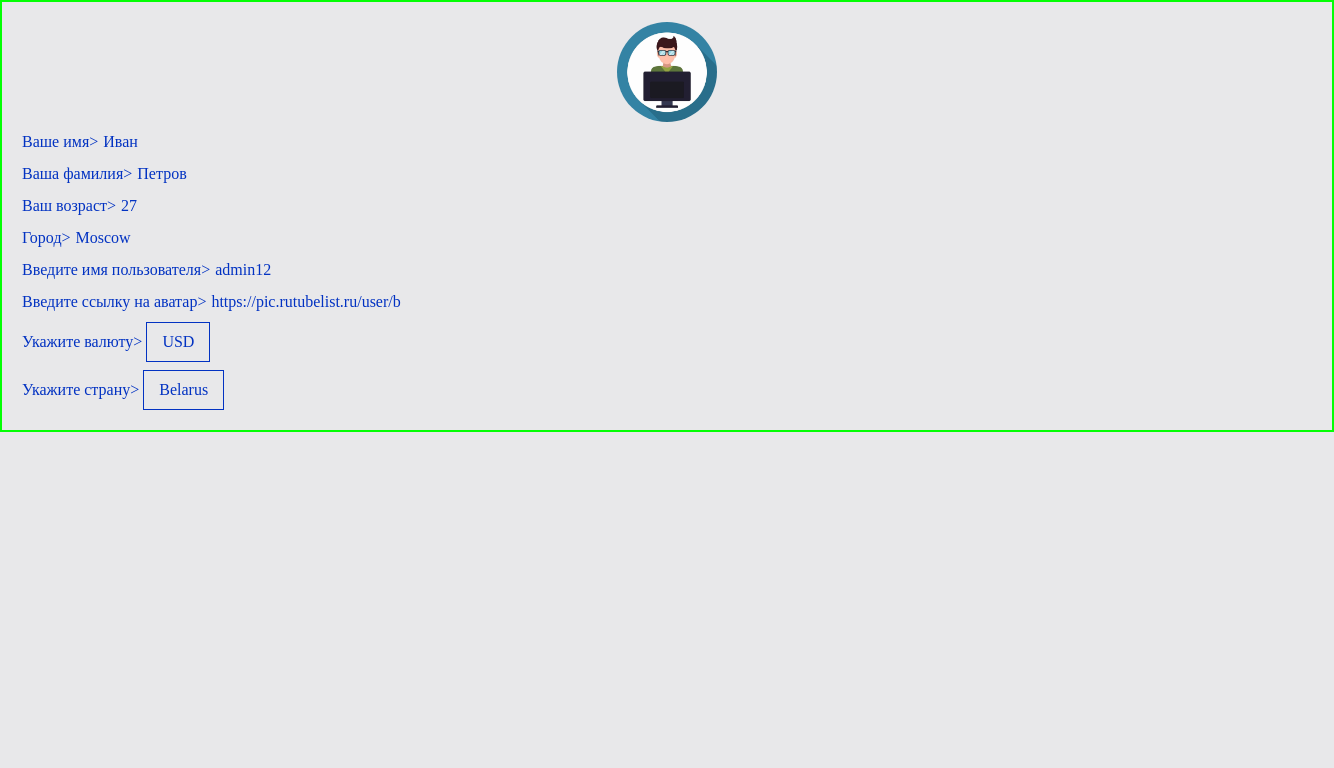 Ваше имя> Иван
Ваша фамилия> Петров
Ваш возраст> 27
Город> Moscow
Введите имя пользователя> admin12
Введите ссылку на аватар> https://pic.rutubelist.ru/user/b
Укажите валюту> USD
Укажите страну> Belarus